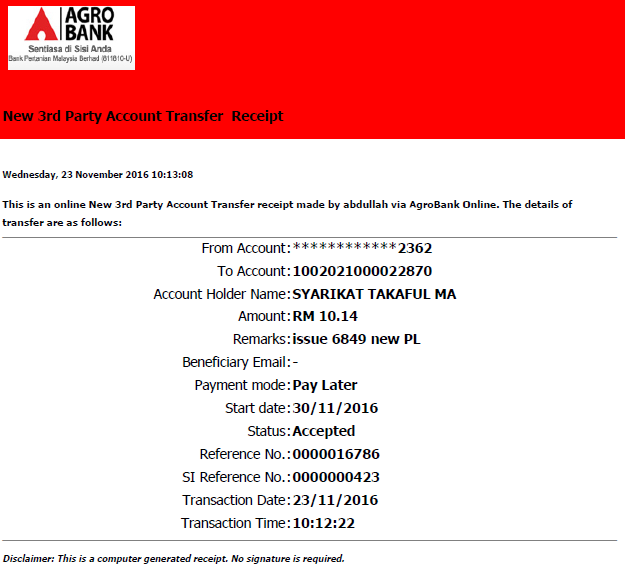 AGRO
BANK
Sentiasa di Sisi Anda
Bank Pertanian Malaysia Berhad (811810-U)
New 3rd Party Account Transfer Receipt
Wednesday, 23 November 2016 10:13:08
This is an online New 3rd Party Account Transfer receipt made by abdullah via AgroBank Online. The details of
transfer are as follows:
From Account:************2362
To Account:1002021000022870
Account Holder Name:SYARIKAT TAKAFUL MA
Amount:RM 10.14
Remarks:issue 6849 new PL
Beneficiary Email:-
Payment mode:Pay Later
Start date:30/11/2016
Status:Accepted
Reference No.:0000016786
SI Reference No.:0000000423
Transaction Date:23/11/2016
Transaction Time:10:12:22
Disclaimer: This is a computer generated receipt. No signature is required.